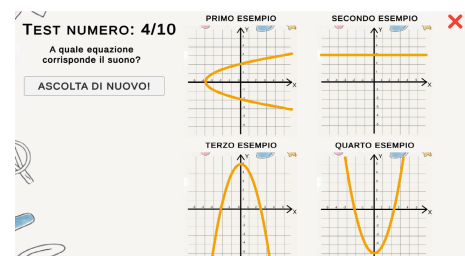 TEST NUMERO: 4/10
A quale equazione
corrisponde il suono?
ASCOLTA DI NUOVO!
PRIMO ESEMPIO
Y
X
SECONDO ESEMPIO
Y
X
TERZO ESEMPIO
Y
X
QUARTO ESEMPIO
Y
X